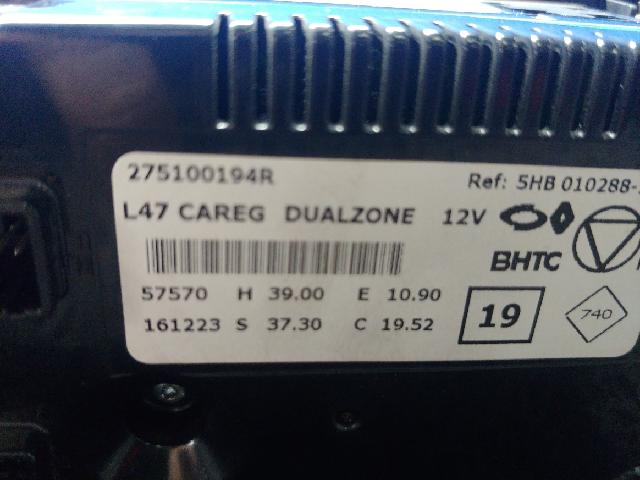 275100194R
Ref: 5HB 010288-
L47 CAREG DUALZONE 12V
BHTC
57570 H 39.00 E 10.90
161223 S 37.30 C 19.52
19
740